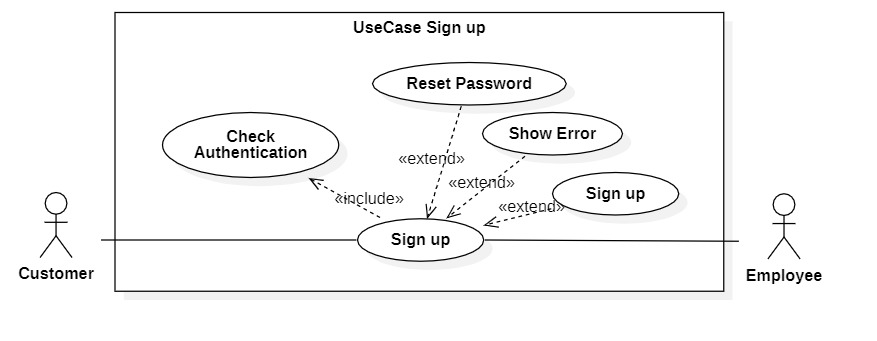 UseCase Sign up
Reset Password
Show Error
Check
Authentication
«extend»
«extend»
Sign up
«include»
«extend»
Sign up
Customer
Employee